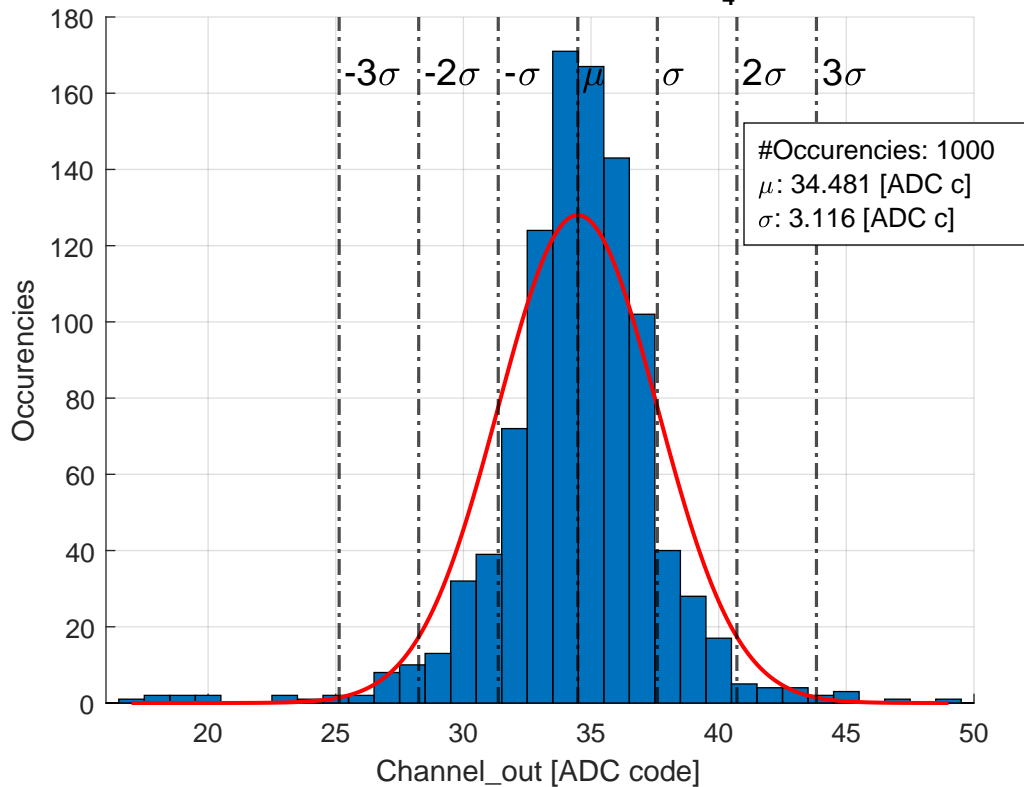 4
180
160
140
120
100
80
60
40
20
0
-3σ -2σ -σ μ σ 2σ 3σ
#Occurencies: 1000
μ: 34.481 [ADC c]
σ: 3.116 [ADC c]
Occurencies
20 25 30 35 40 45 50
Channel_out [ADC code]